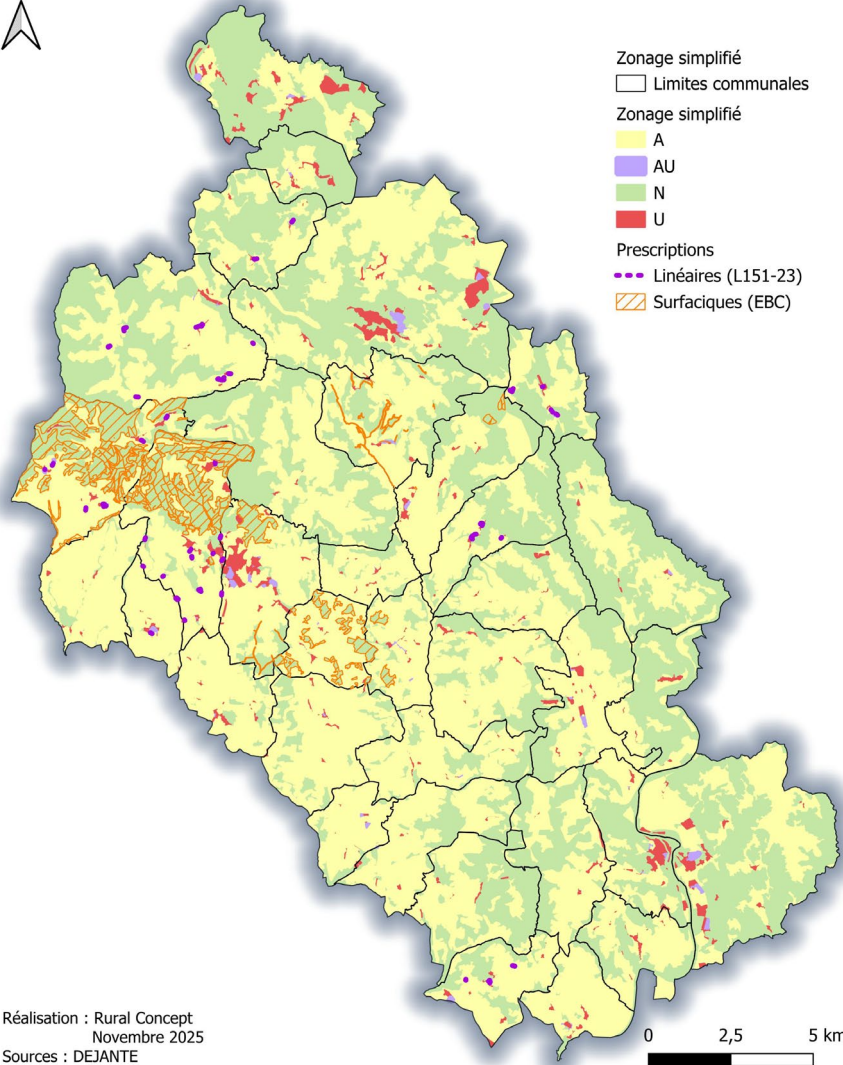 Zonage simplifié
Limites communales
Zonage simplifié
A
AU
N
U
Prescriptions
Linéaires (L151-23)
Surfaciques (EBC)
Réalisation : Rural Concept
Novembre 2025
Sources : DEJANTE
0 2,5 5 km